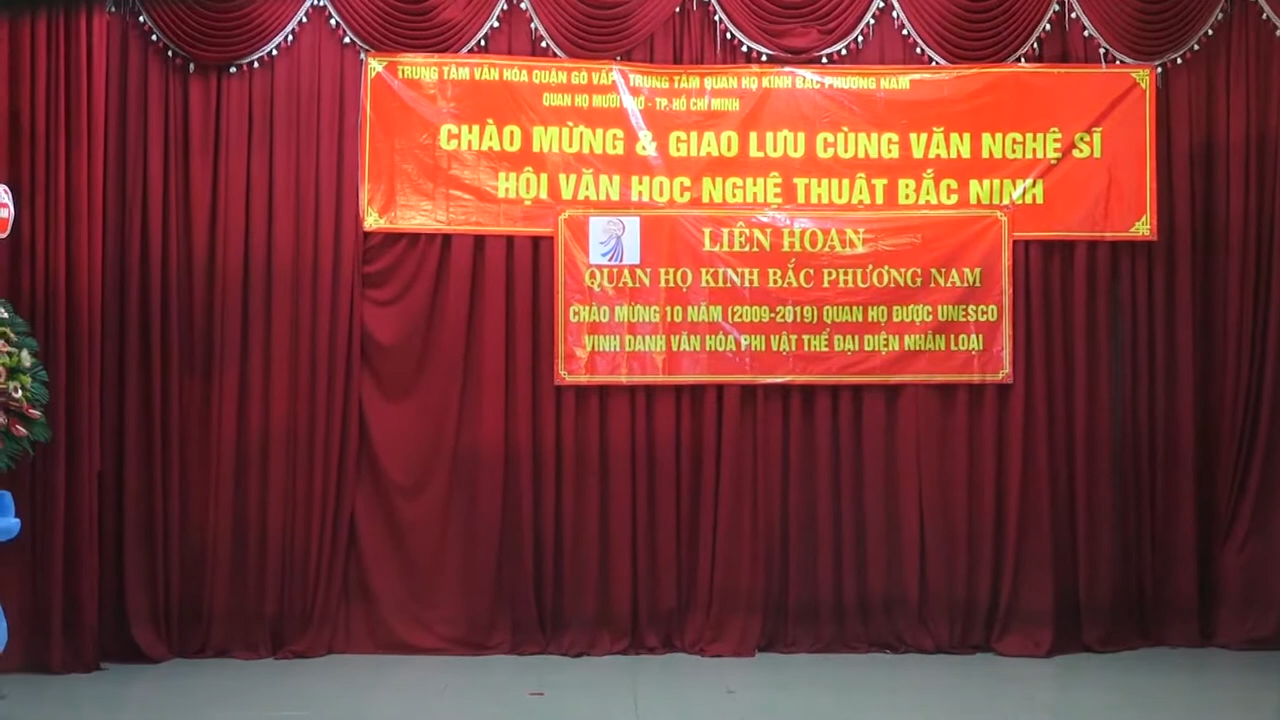 TRUNG TÂM VĂN HÓA QUẬN GÒ VẤP - TRUNG TÂM QUAN HỌ KINH BẮC PHƯƠNG NAM
QUAN HỌ MƯỜI NHỚ - TP. HỒ CHÍ MINH
CHÀO MỪNG & GIAO LƯU CÙNG VĂN NGHỆ SĨ
HỘI VĂN HỌC NGHỆ THUẬT BẮC NINH
LIÊN HOAN
QUAN HỌ KINH BẮC PHƯƠNG NAM
CHÀO MỪNG 10 NĂM (2009-2019) QUAN HỌ ĐƯỢC UNESCO
VINH DANH VĂN HÓA PHI VẬT THỂ ĐẠI DIỆN NHÂN LOẠI